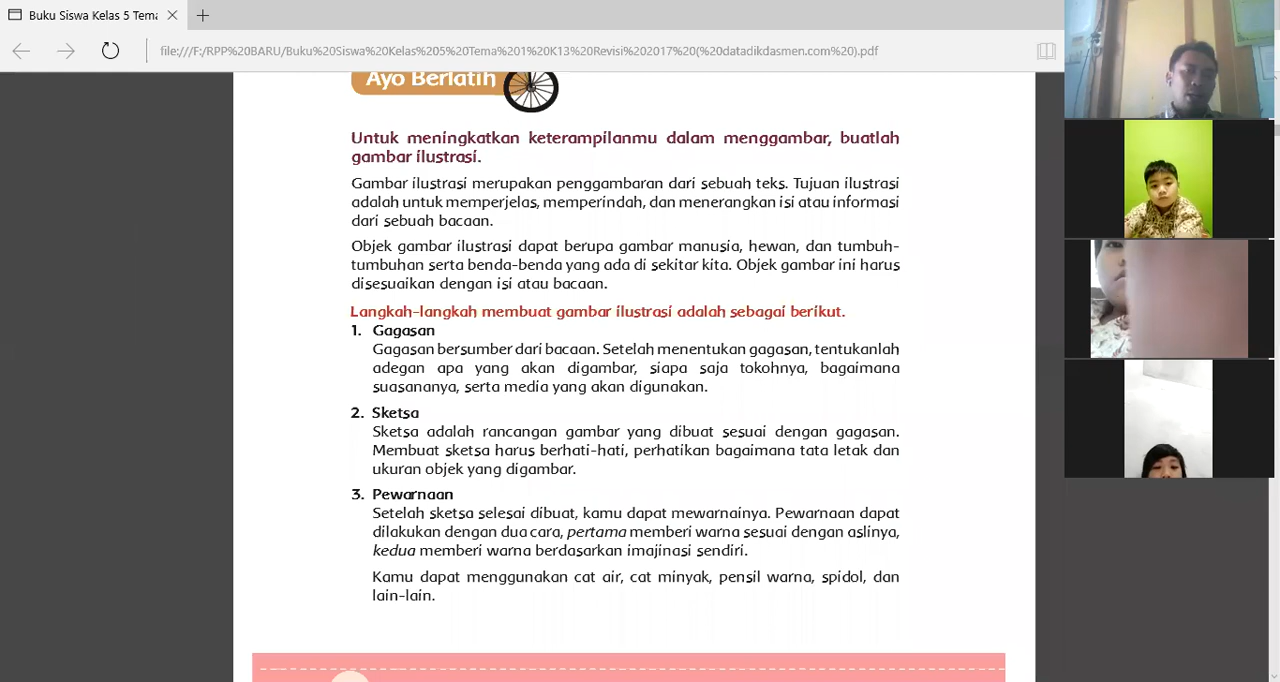 Buku Siswa Kelas 5 Tema
file:///F:/RPP%20BARU/Buku%20Siswa%20Kelas%205%20Tema%201%20K13%20Revisi%202017%20(%20datadikdasmen.com%20).pdf
Ayo Berlatih
Untuk meningkatkan keterampilanmu dalam menggambar, buatlah
gambar ilustrasi.
Gambar ilustrasi merupakan penggambaran dari sebuah teks. Tujuan ilustrasi
adalah untuk memperjelas, memperindah, dan menerangkan isi atau informasi
dari sebuah bacaan.
Objek gambar ilustrasi dapat berupa gambar manusia, hewan, dan tumbuh-
tumbuhan serta benda-benda yang ada di sekitar kita. Objek gambar ini harus
disesuaikan dengan isi atau bacaan.
Langkah-langkah membuat gambar ilustrasi adalah sebagai berikut.
1. Gagasan
Gagasan bersumber dari bacaan. Setelah menentukan gagasan, tentukanlah
adegan apa yang akan digambar, siapa saja tokohnya, bagaimana
suasananya, serta media yang akan digunakan.
2. Sketsa
Sketsa adalah rancangan gambar yang dibuat sesuai dengan gagasan.
Membuat sketsa harus berhati-hati, perhatikan bagaimana tata letak dan
ukuran objek yang digambar.
3. Pewarnaan
Setelah sketsa selesai dibuat, kamu dapat mewarnainya. Pewarnaan dapat
dilakukan dengan dua cara, pertama memberi warna sesuai dengan aslinya,
kedua memberi warna berdasarkan imajinasi sendiri.
Kamu dapat menggunakan cat air, cat minyak, pensil warna, spidol, dan
lain-lain.